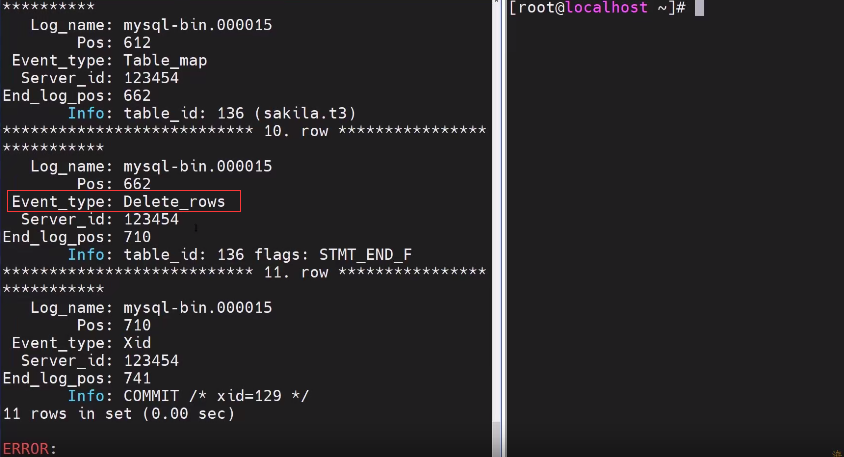 **********
Log_name: mysql-bin.000015
Pos: 612
Event_type: Table_map
Server_id: 123454
End_log_pos: 662
Info: table_id: 136 (sakila.t3)
*************************** 10. row ****************
***********
Log_name: mysql-bin.000015
Pos: 662
Event_type: Delete_rows
Server_id: 123454
End_log_pos: 710
Info: table_id: 136 flags: STMT_END_F
*************************** 11. row ****************
***********
Log_name: mysql-bin.000015
Pos: 710
Event_type: Xid
Server_id: 123454
End_log_pos: 741
Info: COMMIT /* xid=129 */
11 rows in set (0.00 sec)
ERROR:
[root@localhost ~]#